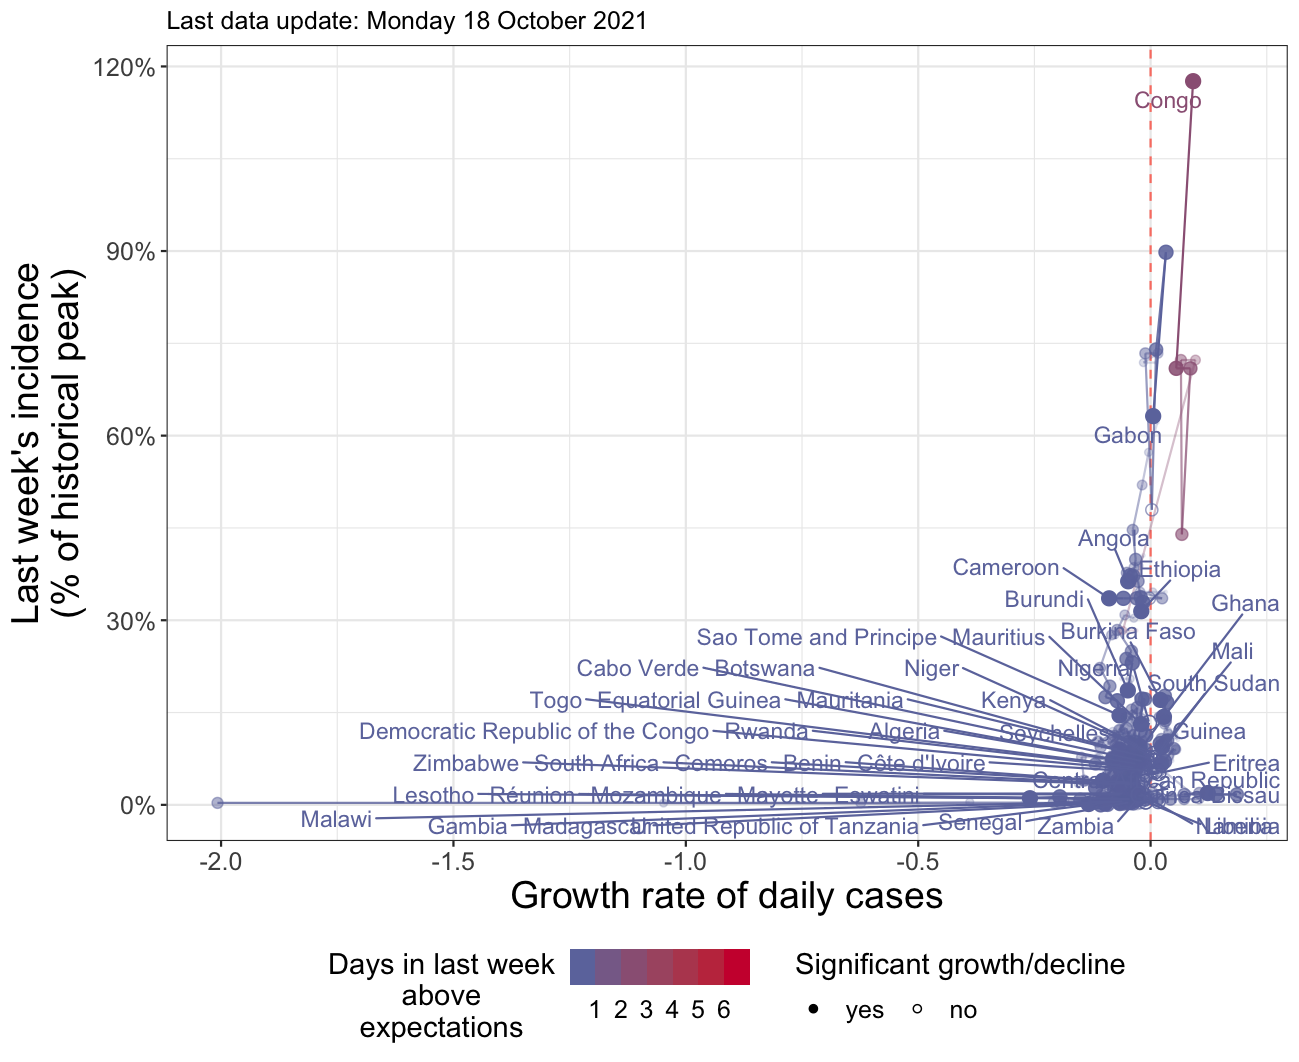 Last data update: Monday 18 October 2021
120%
90%
60%
30%
0%
Last week's incidence
(% of historical peak)
Congo
Gabon
Angola
Cameroon
Ethiopia
Burundi
Ghana
Sao Tome and Principe
Mauritius
Burkina Faso
Mali
Cabo Verde
Botswana
Niger
Nigeria
South Sudan
Togo
Equatorial Guinea
Mauritania
Kenya
Democratic Republic of the Congo
Rwanda
Algeria
Seychelles
Guinea
Zimbabwe
South Africa
Comoros
Benin
Côte d'Ivoire
Eritrea
Republic
Lesotho
Réunion
Mozambique
Mayotte
Eswatini
Bissau
Malawi
Gambia
Madagascar
United Republic of Tanzania
Senegal
Zambia
Namibia
Liberia
-2.0
-1.5
-1.0
-0.5
0.0
Growth rate of daily cases
Days in last week
above
expectations
1 2 3 4 5 6
Significant growth/decline
yes
no